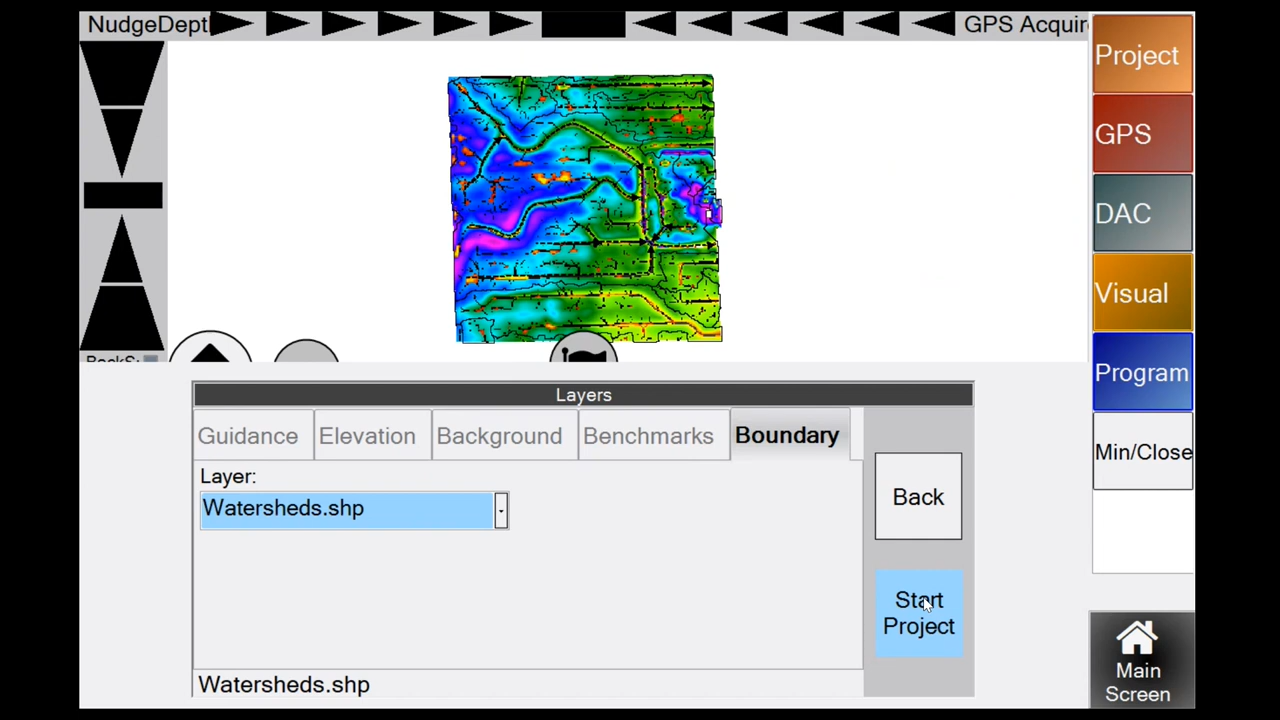 NudgeDept
GPS Acquir
Project
GPS
DAC
Visual
Program
Min/Close
BackS:
Layers
Guidance
Elevation
Background
Benchmarks
Boundary
Layer:
Watersheds.shp
Back
Start
Project
Watersheds.shp
Main
Screen